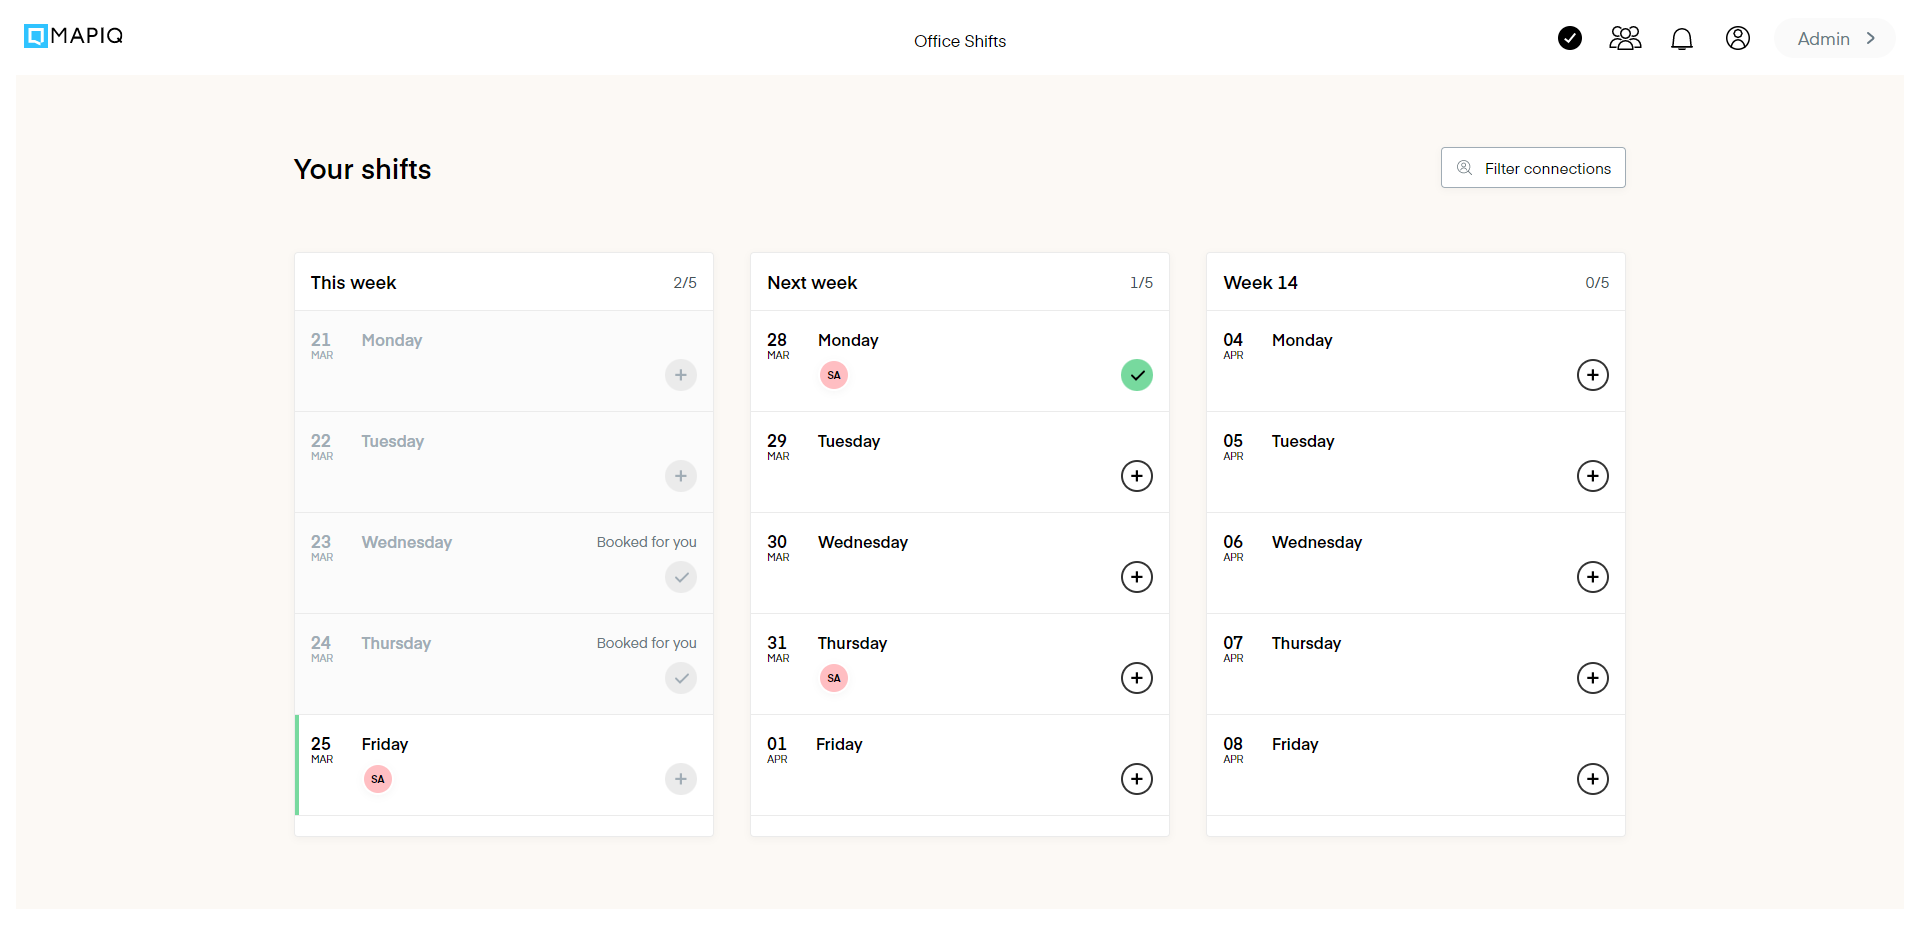 MAPIQ
Office Shifts
Admin
Your shifts
Filter connections
This week 2/5
21 Monday
MAR
22 Tuesday
MAR
23 Wednesday Booked for you
MAR
24 Thursday Booked for you
MAR
25 Friday
MAR
SA
Next week 1/5
28 Monday
MAR
SA
29 Tuesday
MAR
30 Wednesday
MAR
31 Thursday
MAR
SA
01 Friday
APR
Week 14 0/5
04 Monday
APR
05 Tuesday
APR
06 Wednesday
APR
07 Thursday
APR
08 Friday
APR